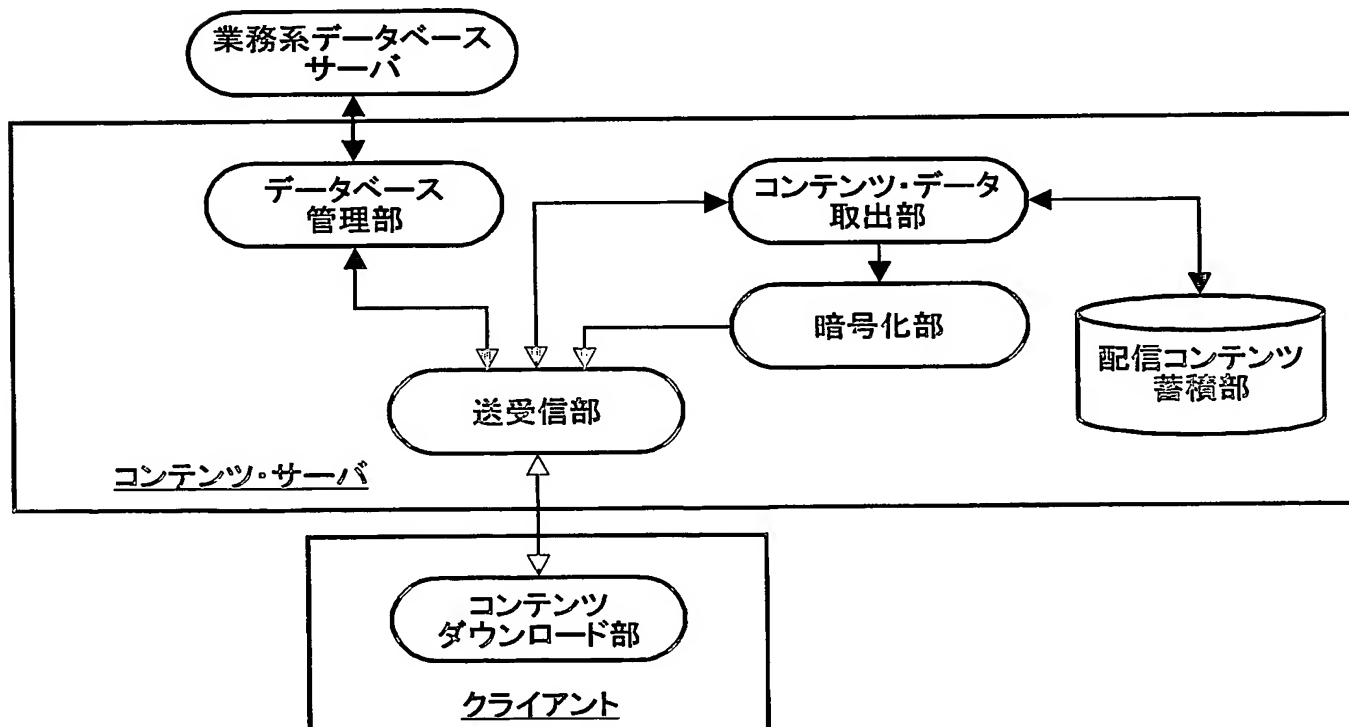 業務系データベース
サーバ
データベース
管理部
コンテンツ・データ
取出部
暗号化部
配信コンテンツ
蓄積部
送受信部
コンテンツ・サーバ
コンテンツ
ダウンロード部
クライアント